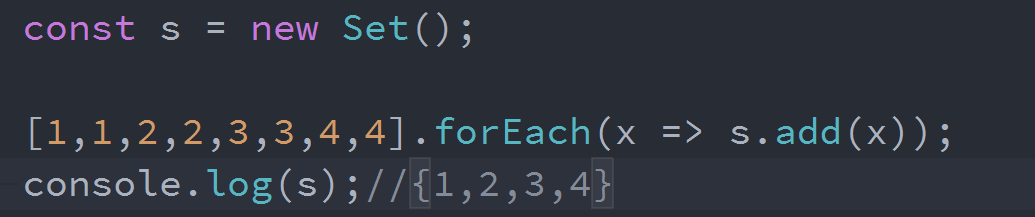 const s = new Set();
[1,1,2,2,3,3,4,4].forEach(x => s.add(x));
console.log(s);//{1,2,3,4}